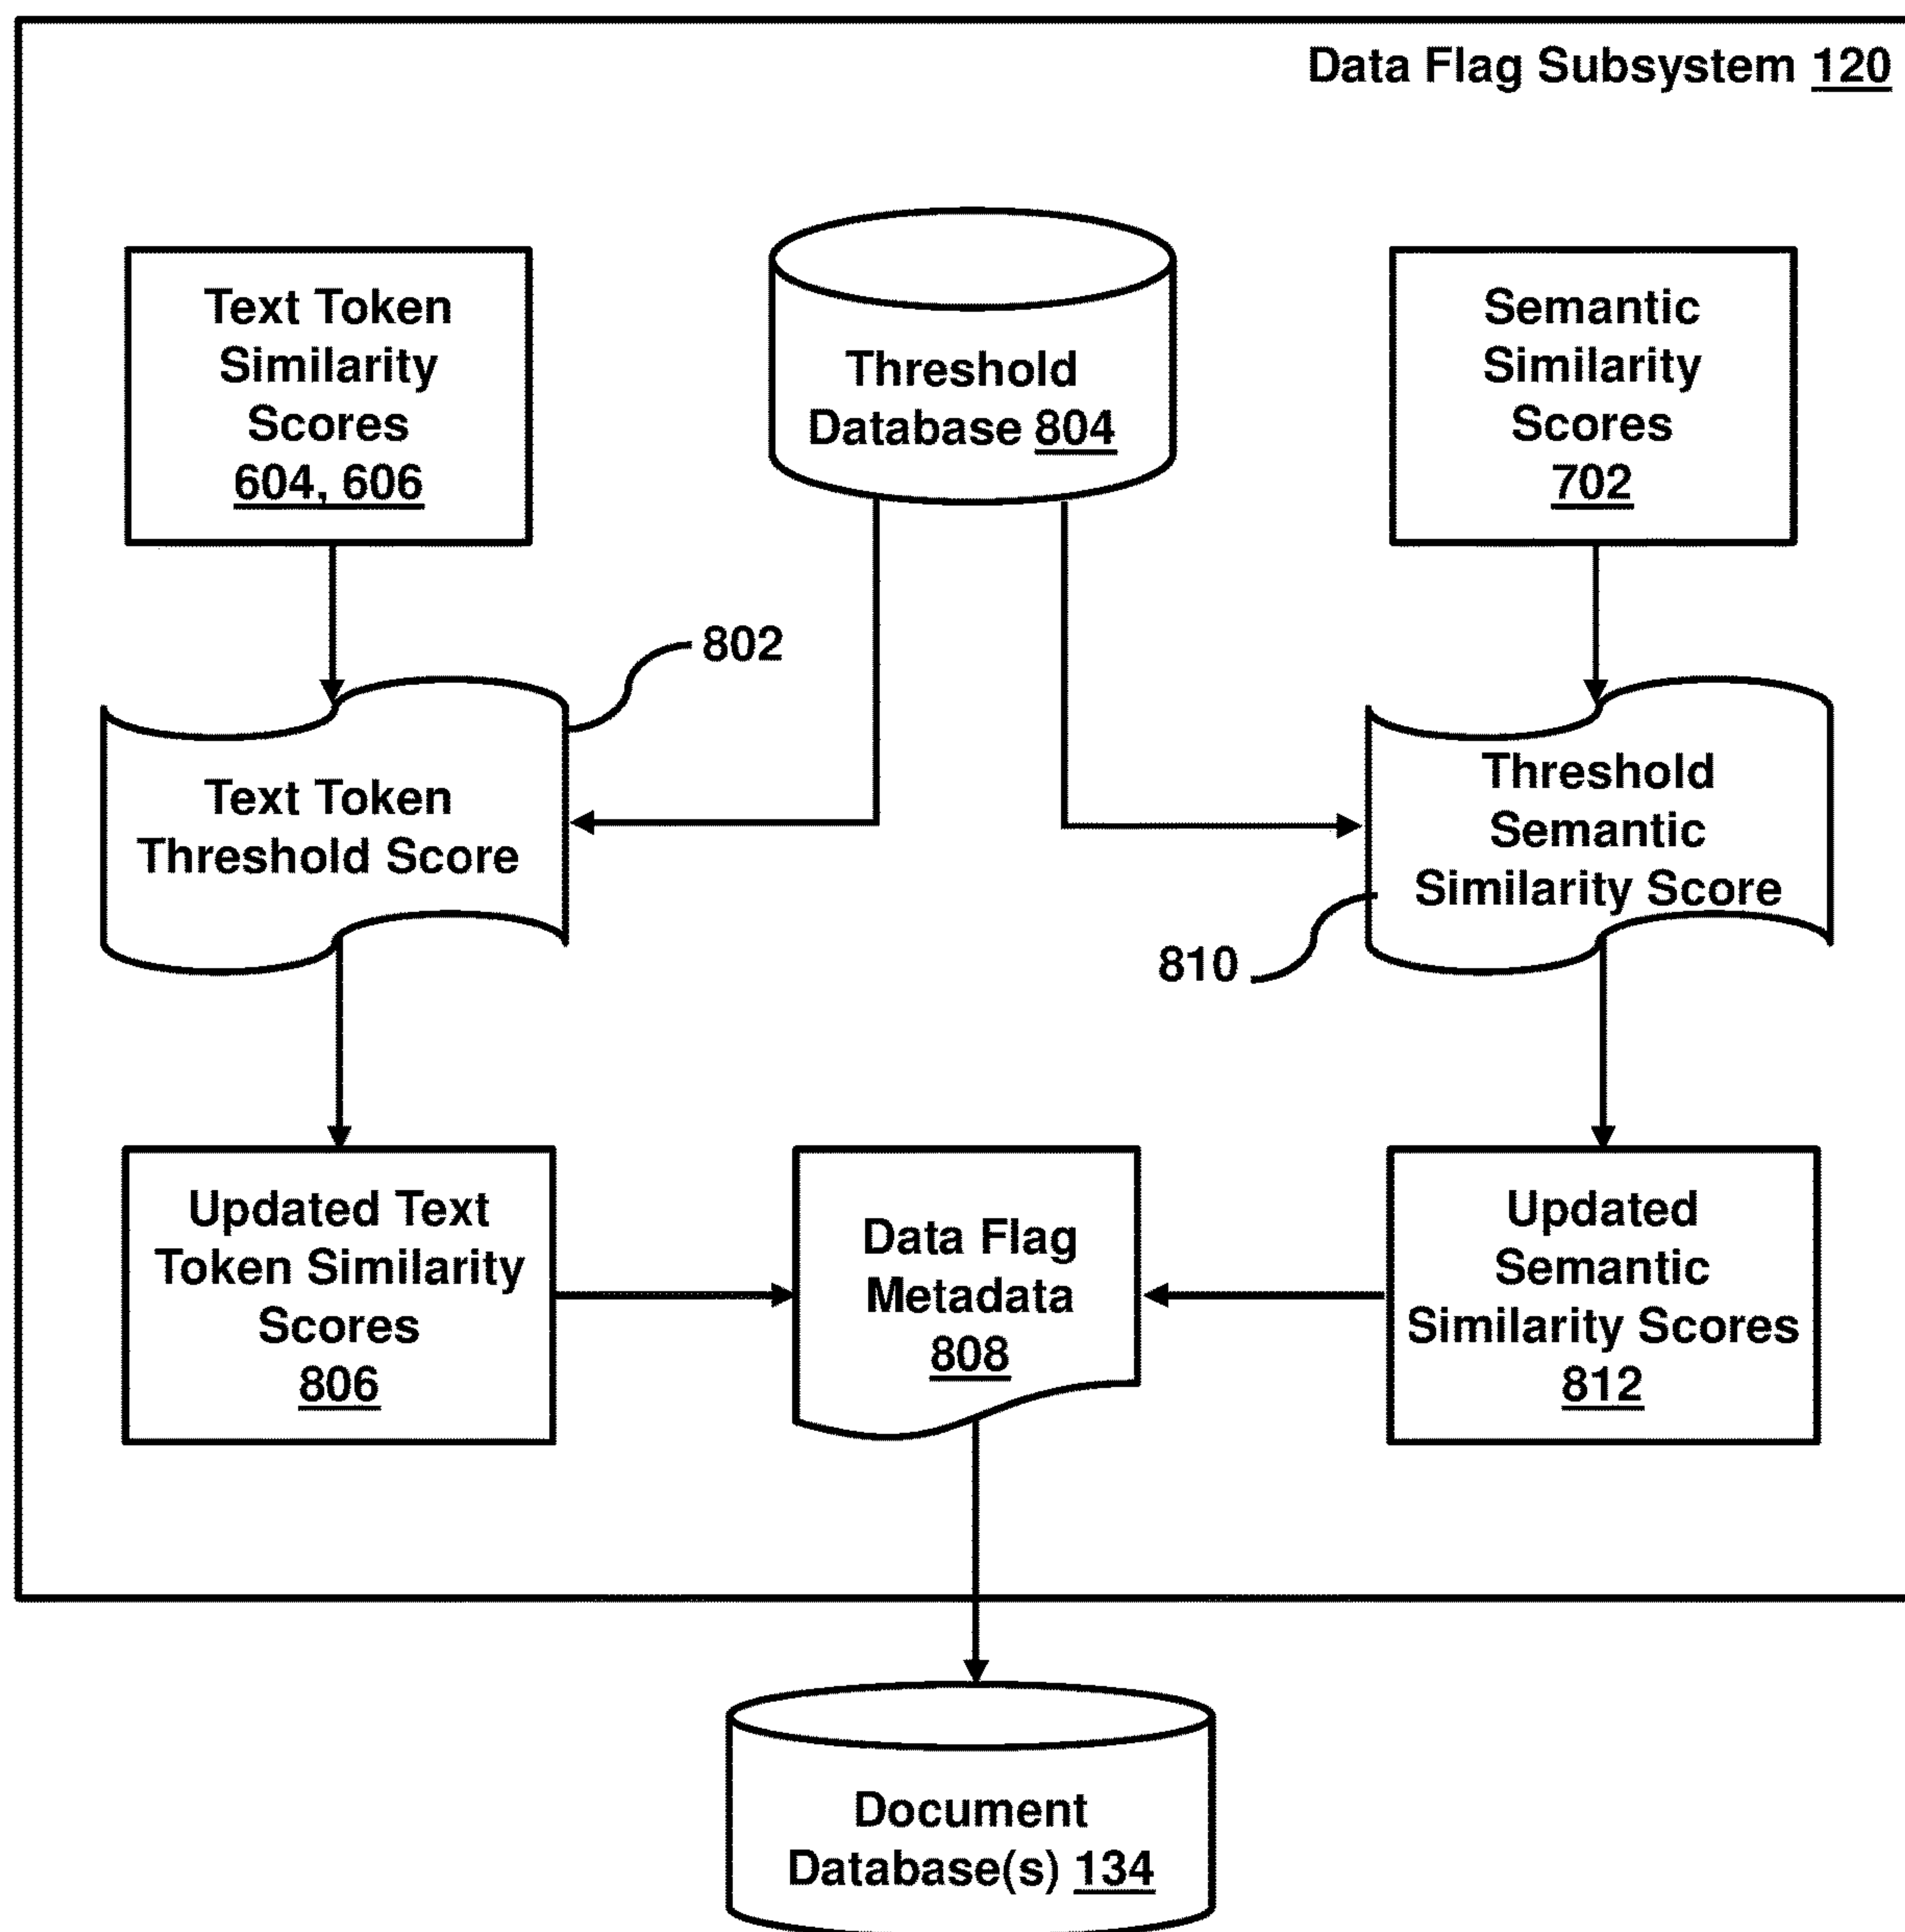 Data Flag Subsystem 120
Text Token
Similarity
Scores
604, 606
Threshold
Database 804
Semantic
Similarity
Scores
702
802
Text Token
Threshold Score
Threshold
Semantic
Similarity Score
810
Updated Text
Token Similarity
Scores
806
Data Flag
Metadata
808
Updated
Semantic
Similarity Scores
812
Document
Database(s) 134